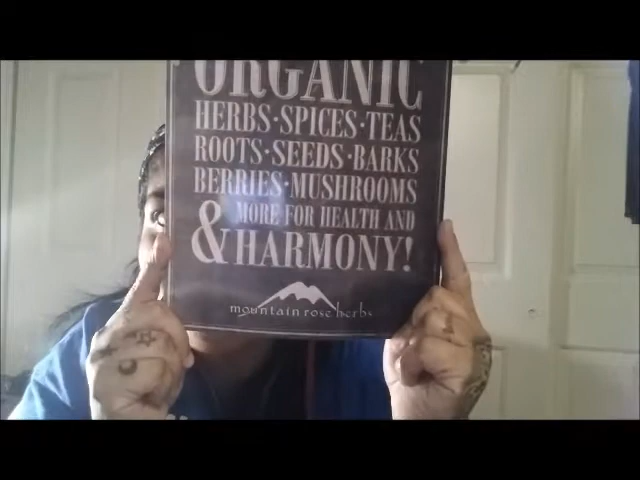 ORGANIC
HERBS·SPICES·TEAS
ROOTS·SEEDS·BARKS
BERRIES·MUSHROOMS
& MORE FOR HEALTH AND
HARMONY!
mountain rose herbs